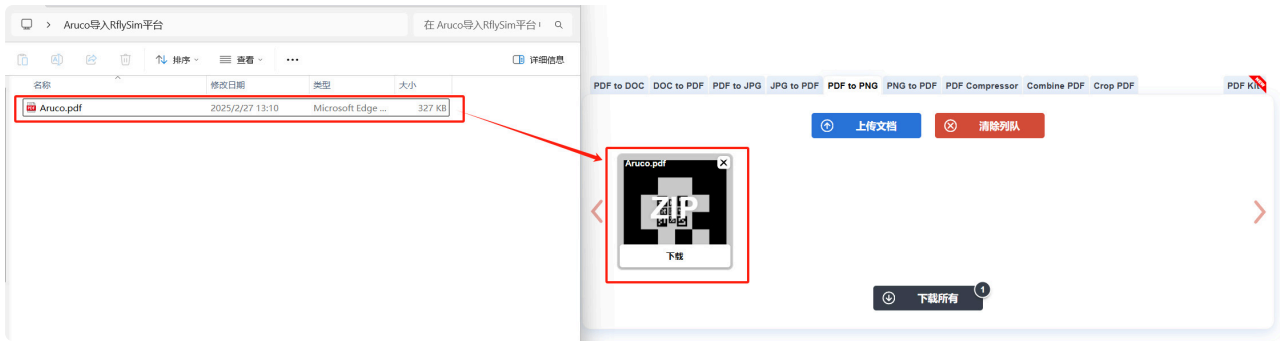 Aruco导入RflySim平台
在 Aruco导入RflySim平台
排序
查看
详细信息
名称
修改日期
类型
大小
Aruco.pdf
2025/2/27 13:10
Microsoft Edge ...
327 KB
PDF to DOC
DOC to PDF
PDF to JPG
JPG to PDF
PDF to PNG
PNG to PDF
PDF Compressor
Combine PDF
Crop PDF
PDF Kit
上传文档
清除列队
Aruco.pdf
ZIP
下载
下载所有
1